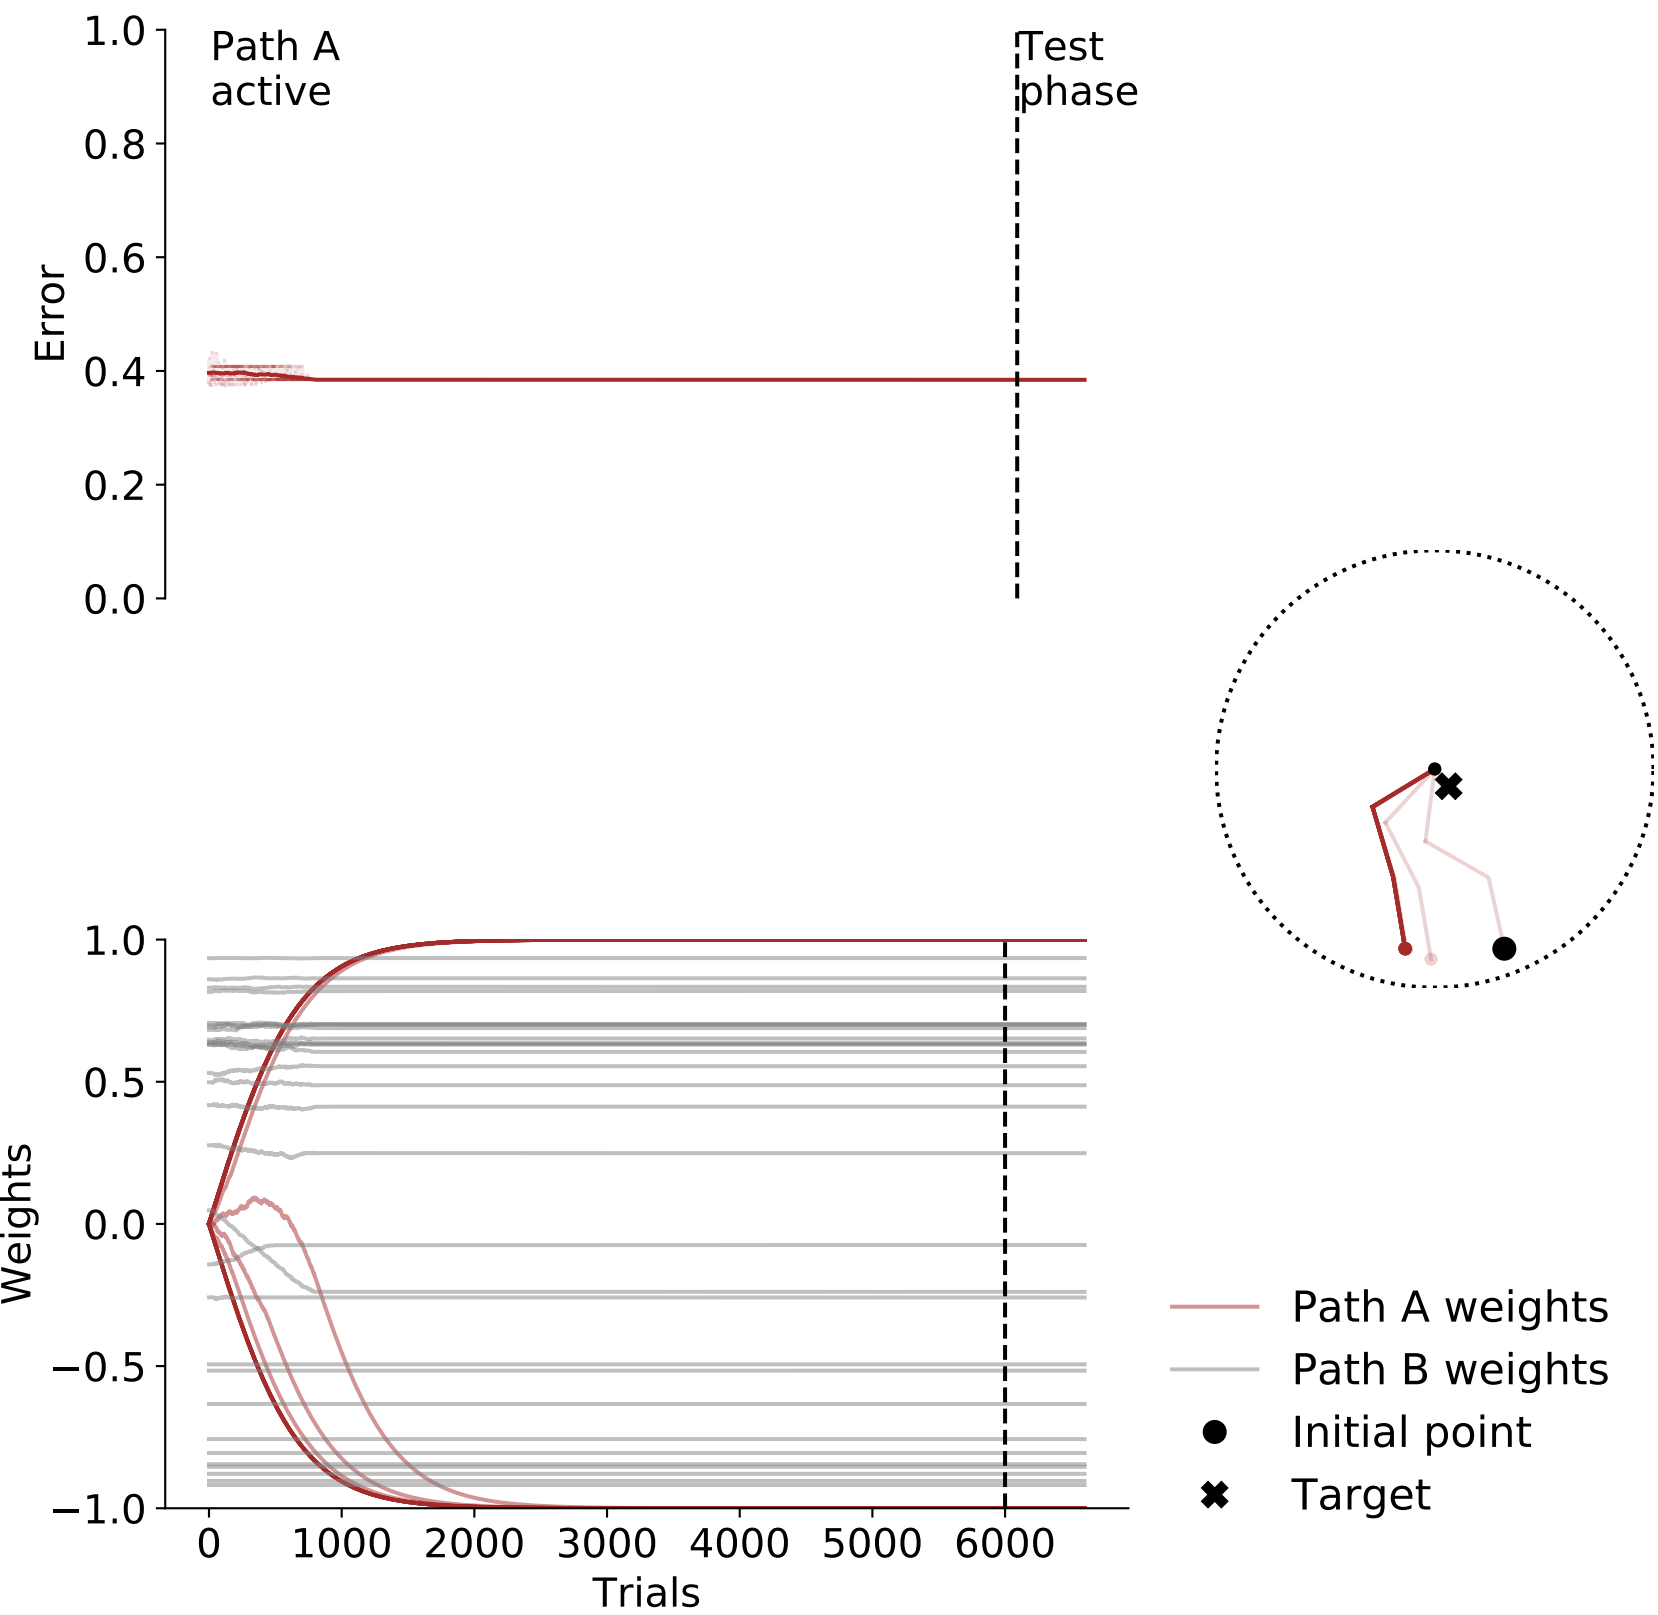 1.0
Path A
active
Test
phase
0.8
0.6
Error
0.4
0.2
0.0
1.0
0.5
Weights
0.0
−0.5
−1.0
0 1000 2000 3000 4000 5000 6000
Trials
Path A weights
Path B weights
Initial point
Target